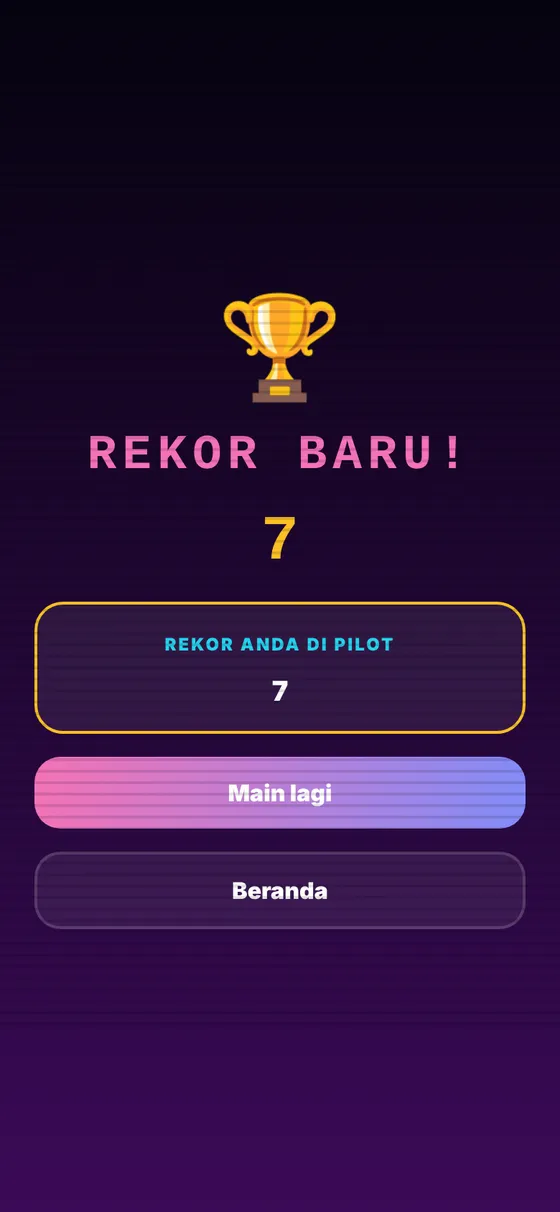 REKOR BARU!
7
REKOR ANDA DI PILOT
7
Main lagi
Beranda